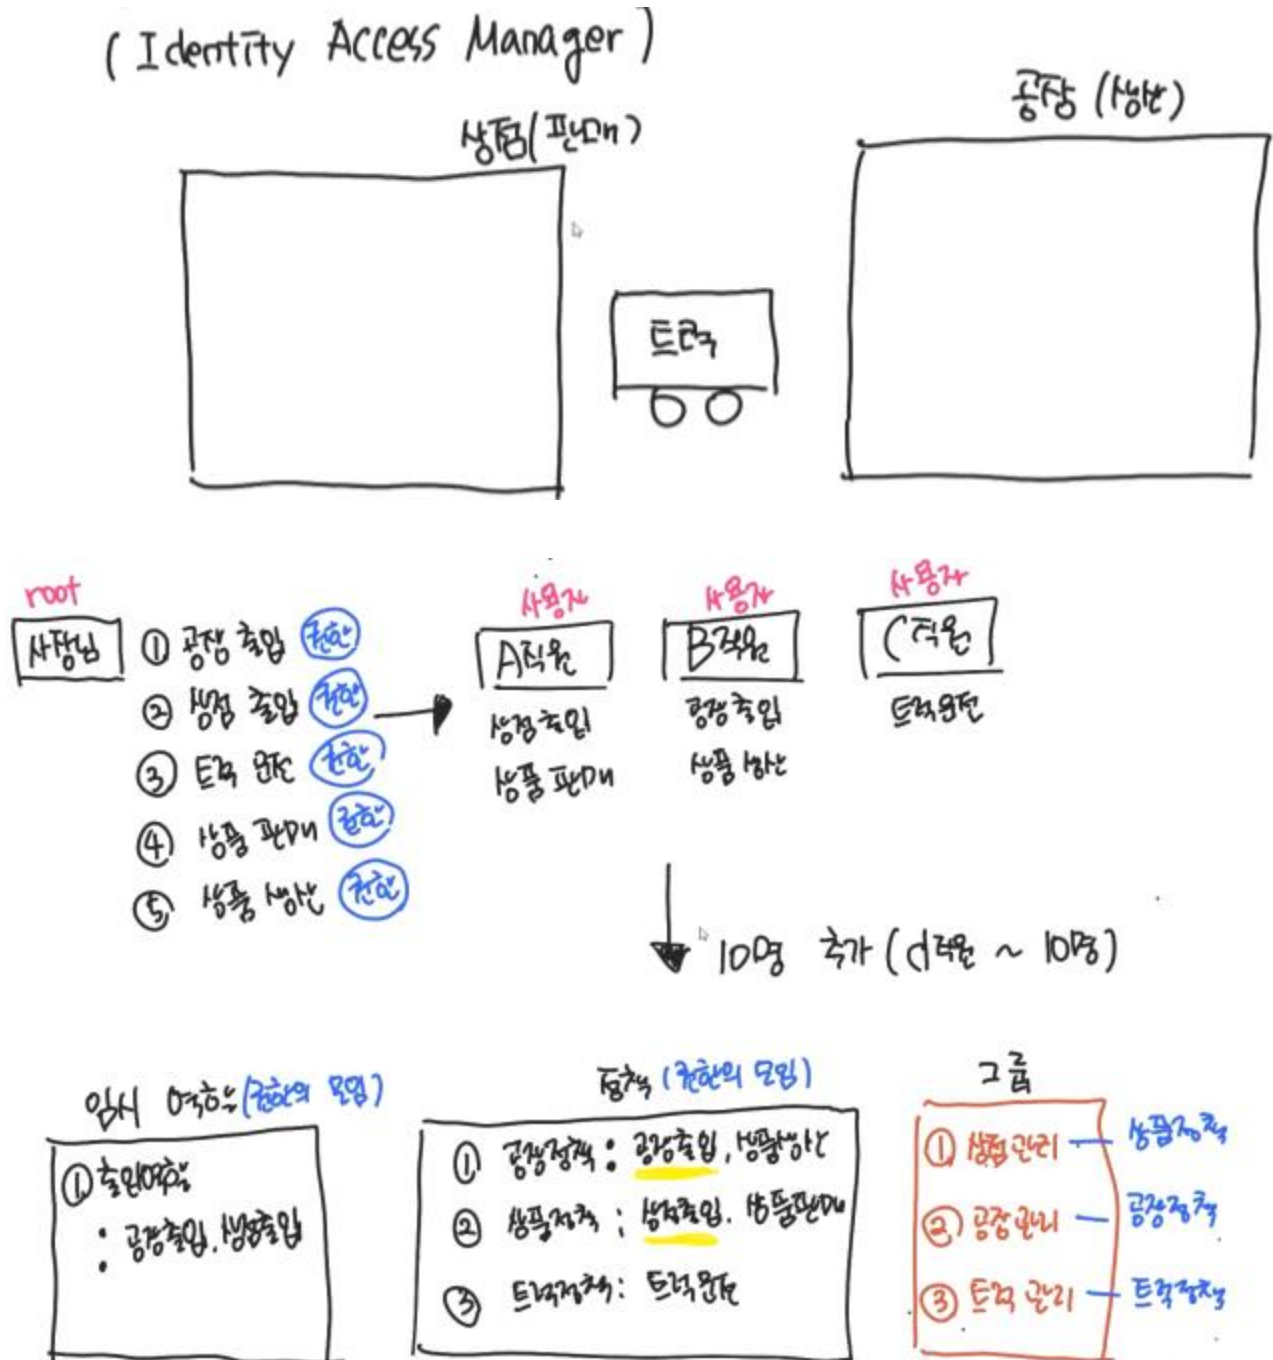 (Identity Access Manager)
상점(판매)
공장(생산)
트럭
root
사장님
① 공장 출입 권한
② 상점 출입 권한
③ 트럭 운전 권한
④ 상품 판매 권한
⑤ 상품 생산 권한
사용자
A직원
상점출입
상품 판매
사용자
B직원
공장출입
상품생산
사용자
C직원
트럭운전
10명 추가 (d직원 ~ 10명)
임시 역할 (권한의 모임)
① 출입역할
: 공장출입, 상점출입
정책 (권한의 모임)
① 공장정책 : 공장출입, 상품생산
② 상품정책 : 상점출입, 상품판매
③ 트럭정책 : 트럭운전
그룹
① 상점관리 — 상품정책
② 공장관리 — 공장정책
③ 트럭관리 — 트럭정책